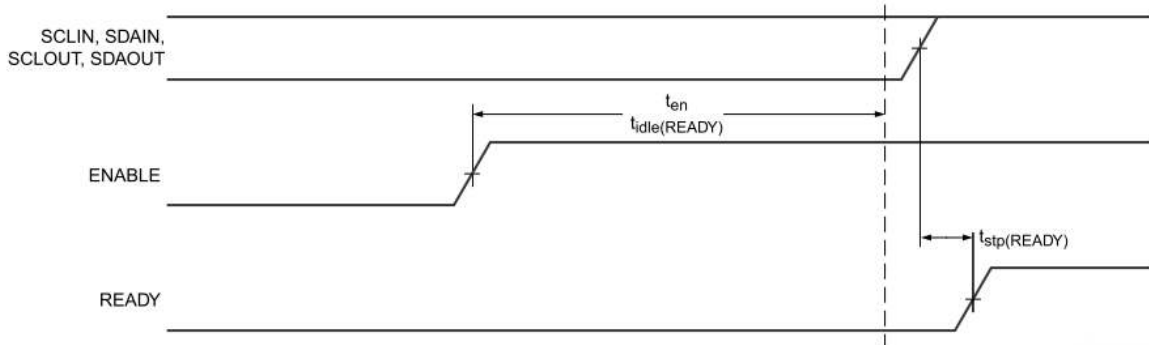 SCLIN, SDAIN,
SCLOUT, SDAOUT
ten
tidle(READY)
ENABLE
tstp(READY)
READY